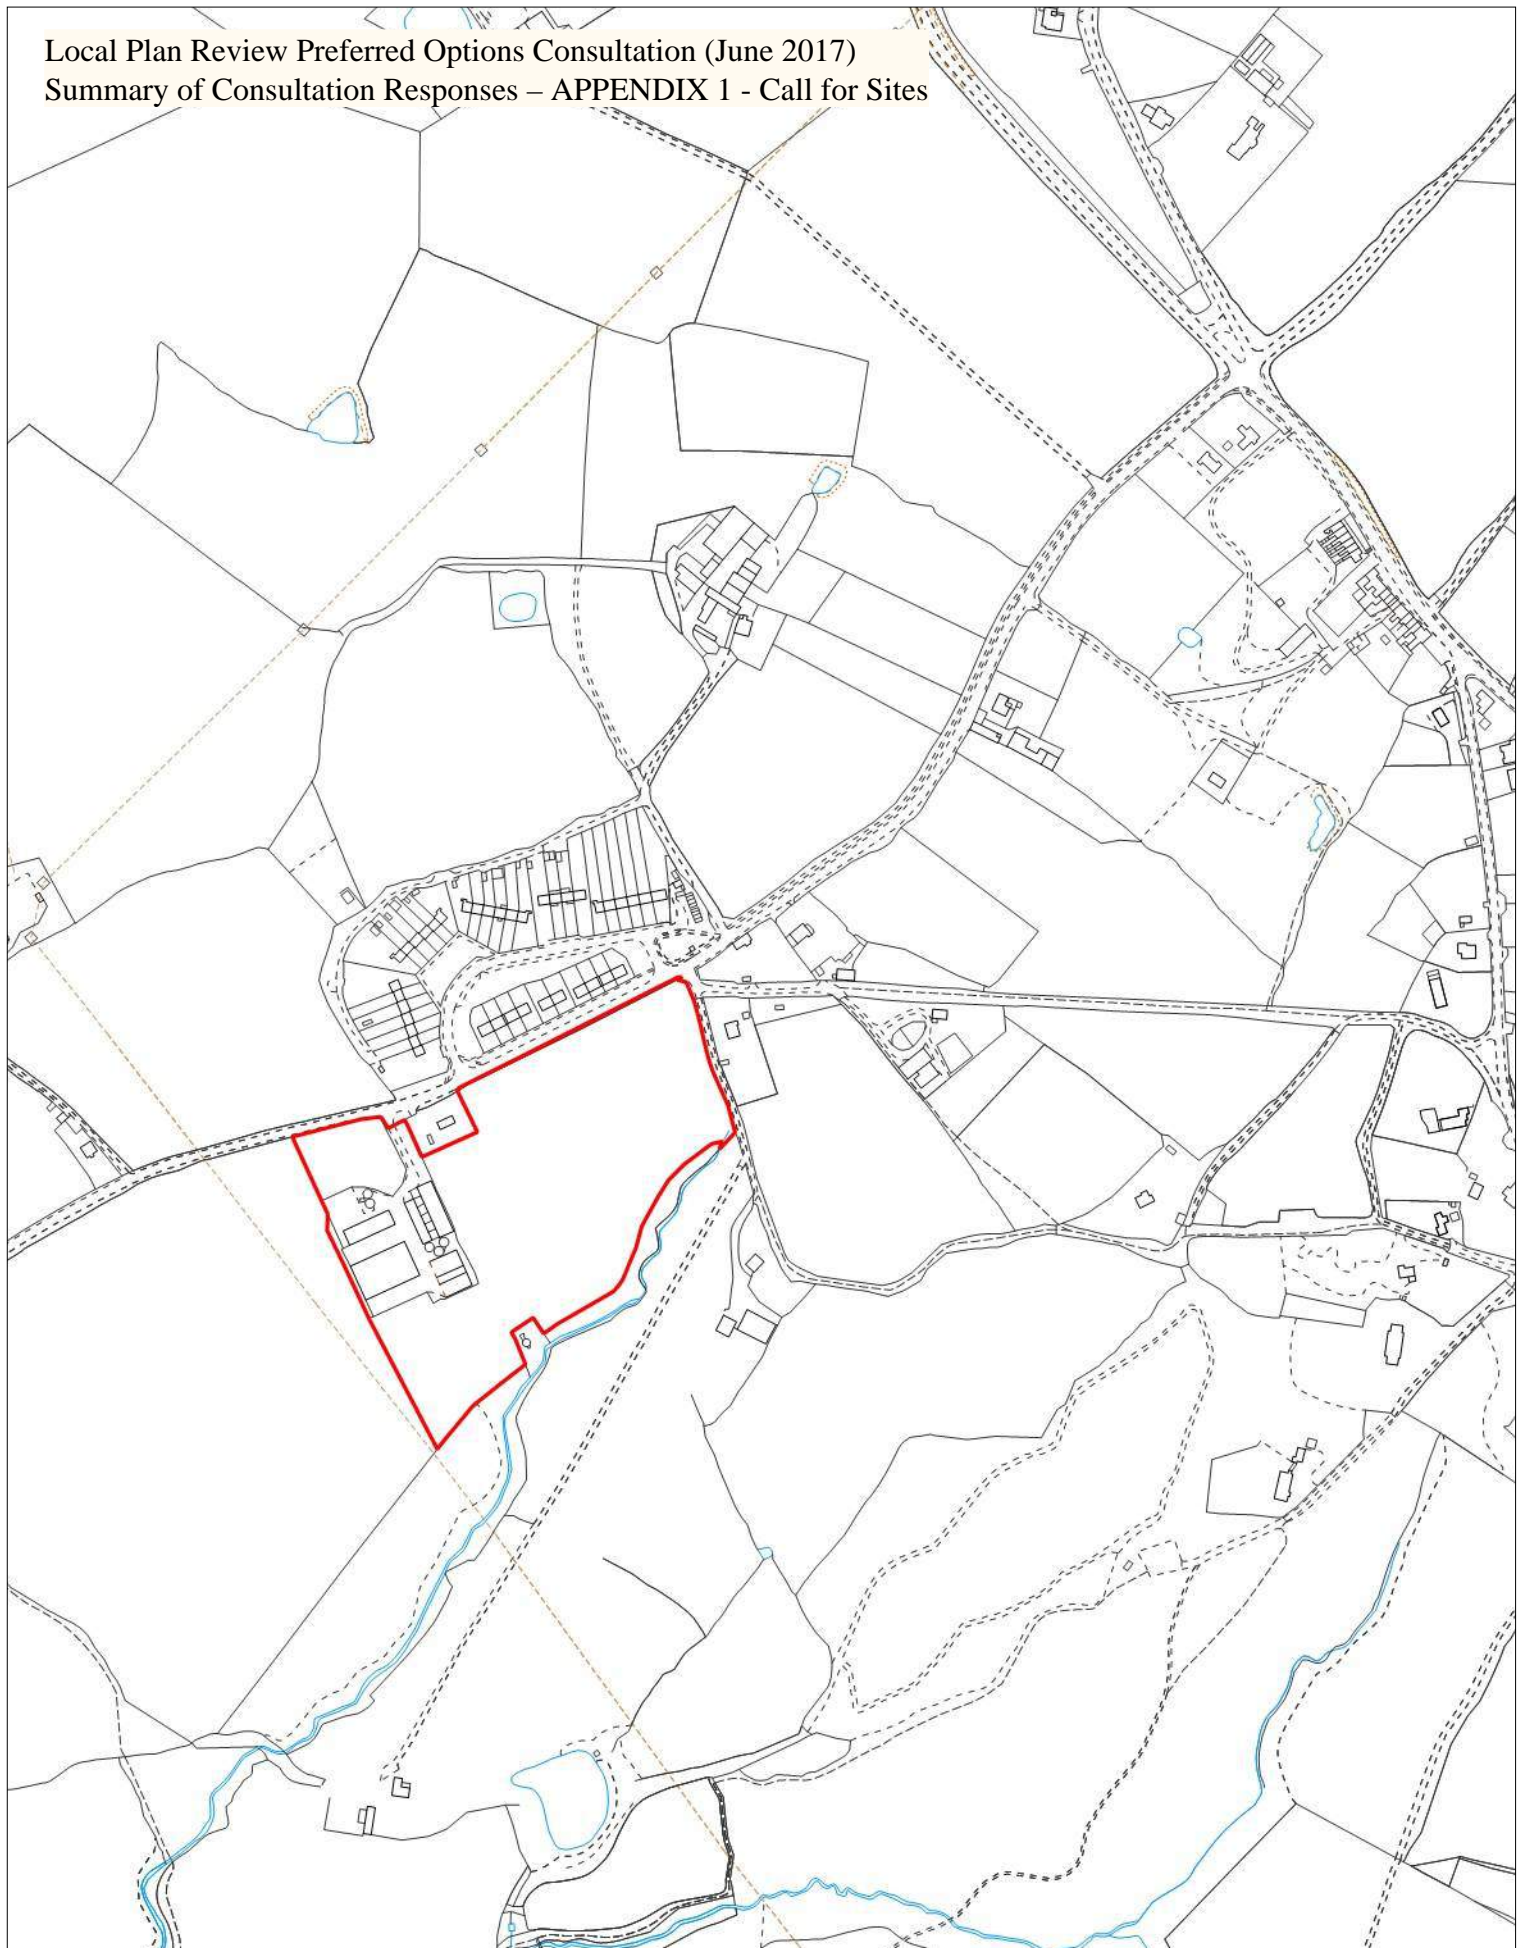 Local Plan Review Preferred Options Consultation (June 2017)
Summary of Consultation Responses – APPENDIX 1 - Call for Sites